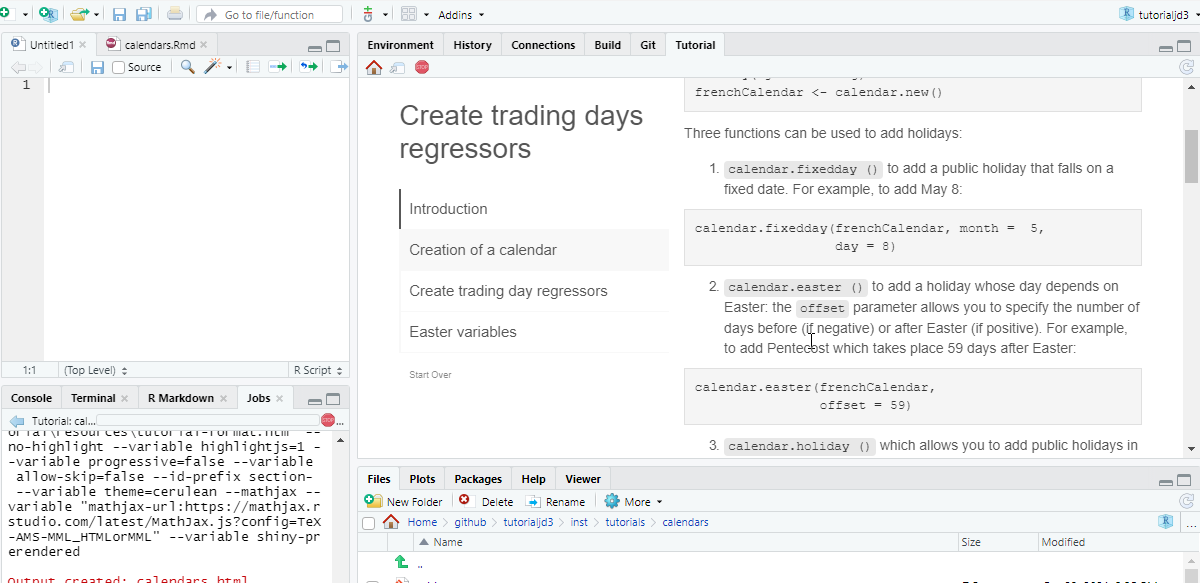 Go to file/function
Addins
tutorialjd3
Untitled1
calendars.Rmd
Source
1
1:1
(Top Level)
R Script
Console
Terminal
R Markdown
Jobs
Tutorial: cal...
STOP
...
no-highlight --variable highlightjs=1 -
-variable progressive=false --variable
allow-skip=false --id-prefix section-
--variable theme=cerulean --mathjax --
variable "mathjax-url:https://mathjax.r
studio.com/latest/MathJax.js?config=TeX
-AMS-MML_HTMLorMML" --variable shiny-pr
erendered
Output created: calendars.html
Environment
History
Connections
Build
Git
Tutorial
STOP
Create trading days
regressors
Introduction
Creation of a calendar
Create trading day regressors
Easter variables
Start Over
frenchCalendar <- calendar.new()
Three functions can be used to add holidays:
1. calendar.fixedday () to add a public holiday that falls on a
fixed date. For example, to add May 8:
calendar.fixedday(frenchCalendar, month =  5,
day = 8)
2. calendar.easter () to add a holiday whose day depends on
Easter: the offset parameter allows you to specify the number of
days before (if negative) or after Easter (if positive). For example,
to add Pentecost which takes place 59 days after Easter:
calendar.easter(frenchCalendar,
offset = 59)
3. calendar.holiday () which allows you to add public holidays in
Files
Plots
Packages
Help
Viewer
New Folder
Delete
Rename
More
Home
github
tutorialjd3
inst
tutorials
calendars
...
Name
Size
Modified
..